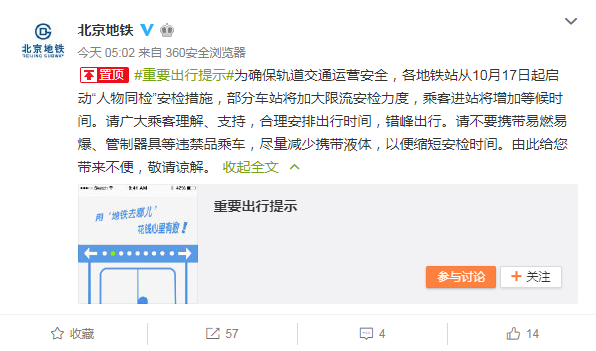 北京地铁
北京地铁
BEIJING SUBWAY
今天 05:02 来自 360安全浏览器
置顶 #重要出行提示#为确保轨道交通运营安全，各地铁站从10月17日起启
动“人物同检”安检措施，部分车站将加大限流安检力度，乘客进站将增加等候时
间。请广大乘客理解、支持，合理安排出行时间，错峰出行。请不要携带易燃易
爆、管制器具等违禁品乘车，尽量减少携带液体，以便缩短安检时间。由此给您
带来不便，敬请谅解。 收起全文
Sketch 9:41 AM 42%
用“地铁去哪儿”
花钱心里有数！
重要出行提示
参与讨论 + 关注
收藏 57 4 14